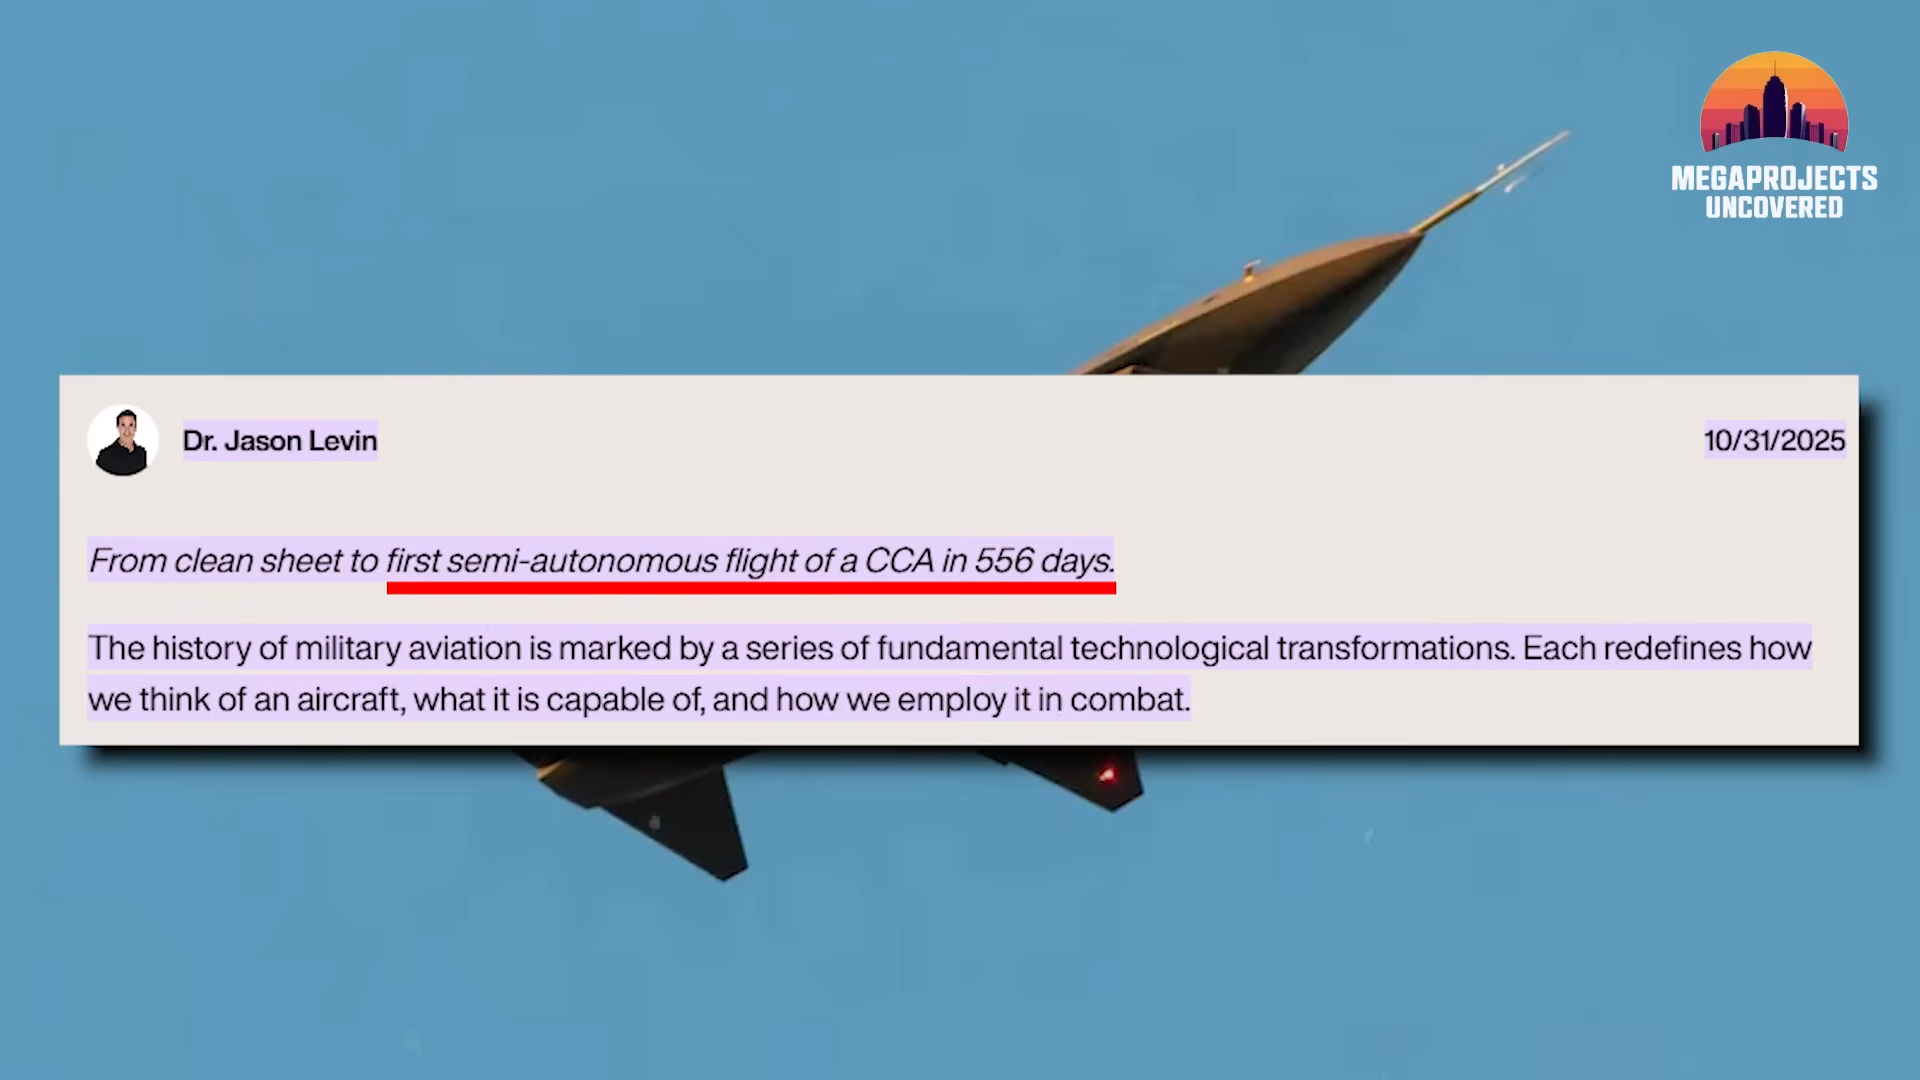 MEGAPROJECTS
UNCOVERED
Dr. Jason Levin
10/31/2025
From clean sheet to first semi-autonomous flight of a CCA in 556 days.
The history of military aviation is marked by a series of fundamental technological transformations. Each redefines how
we think of an aircraft, what it is capable of, and how we employ it in combat.